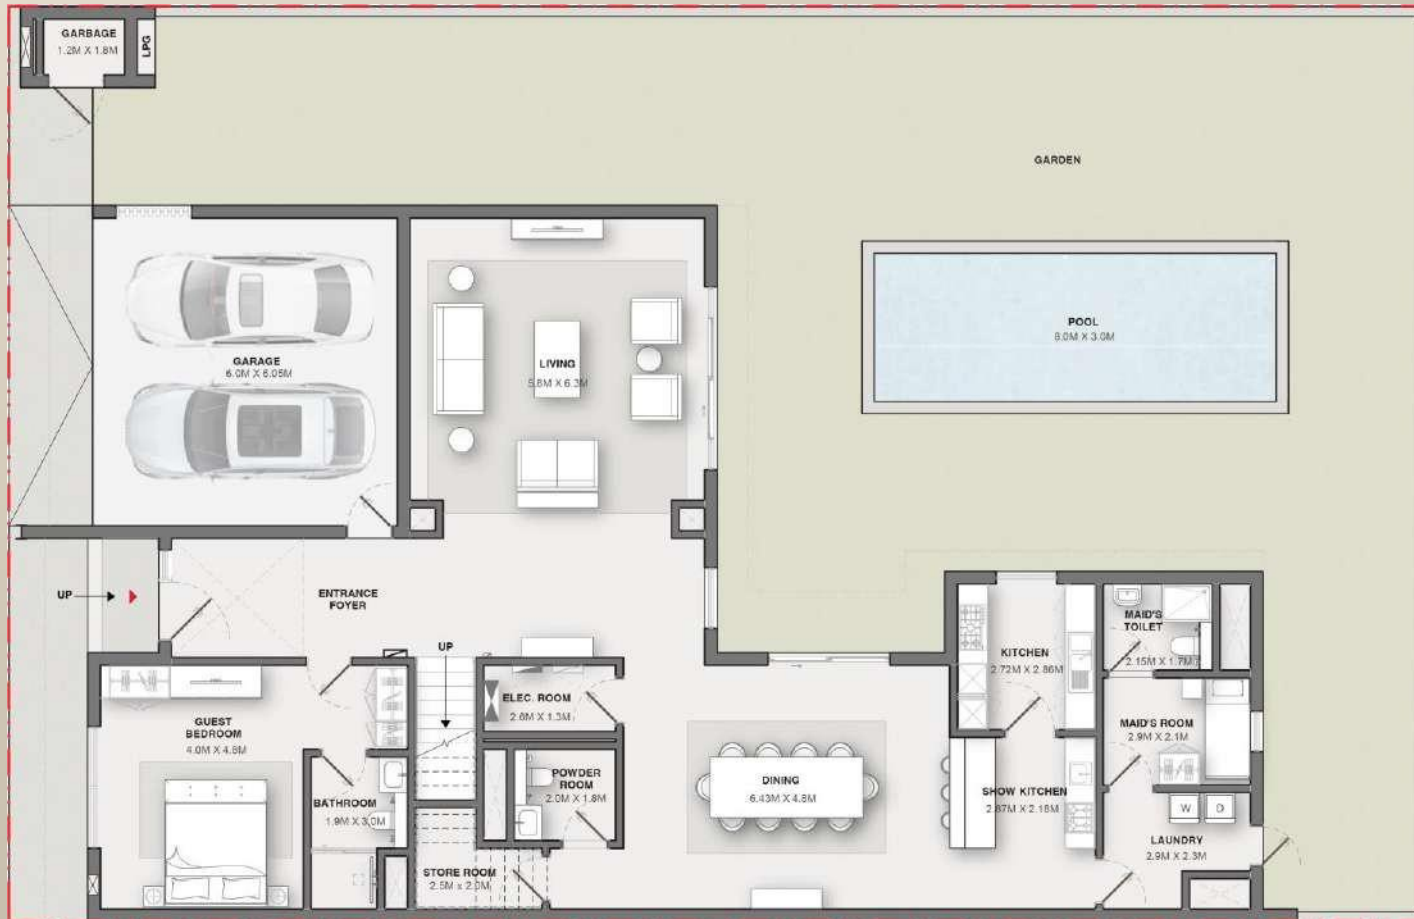 GARBAGE
1.2M X 1.8M
LPG
GARDEN
POOL
8.0M X 3.0M
GARAGE
6.0M X 6.05M
LIVING
5.8M X 6.3M
UP
ENTRANCE
FOYER
UP
KITCHEN
2.72M X 2.86M
MAID'S
TOILET
2.15M X 1.7M
ELEC. ROOM
2.6M X 1.3M
GUEST
BEDROOM
4.0M X 4.8M
MAID'S ROOM
2.9M X 2.1M
POWDER
ROOM
2.0M X 1.8M
DINING
6.43M X 4.8M
SHOW KITCHEN
2.87M X 2.18M
BATHROOM
1.9M X 3.0M
W
D
LAUNDRY
2.9M X 2.3M
STORE ROOM
2.5M x 2.0M